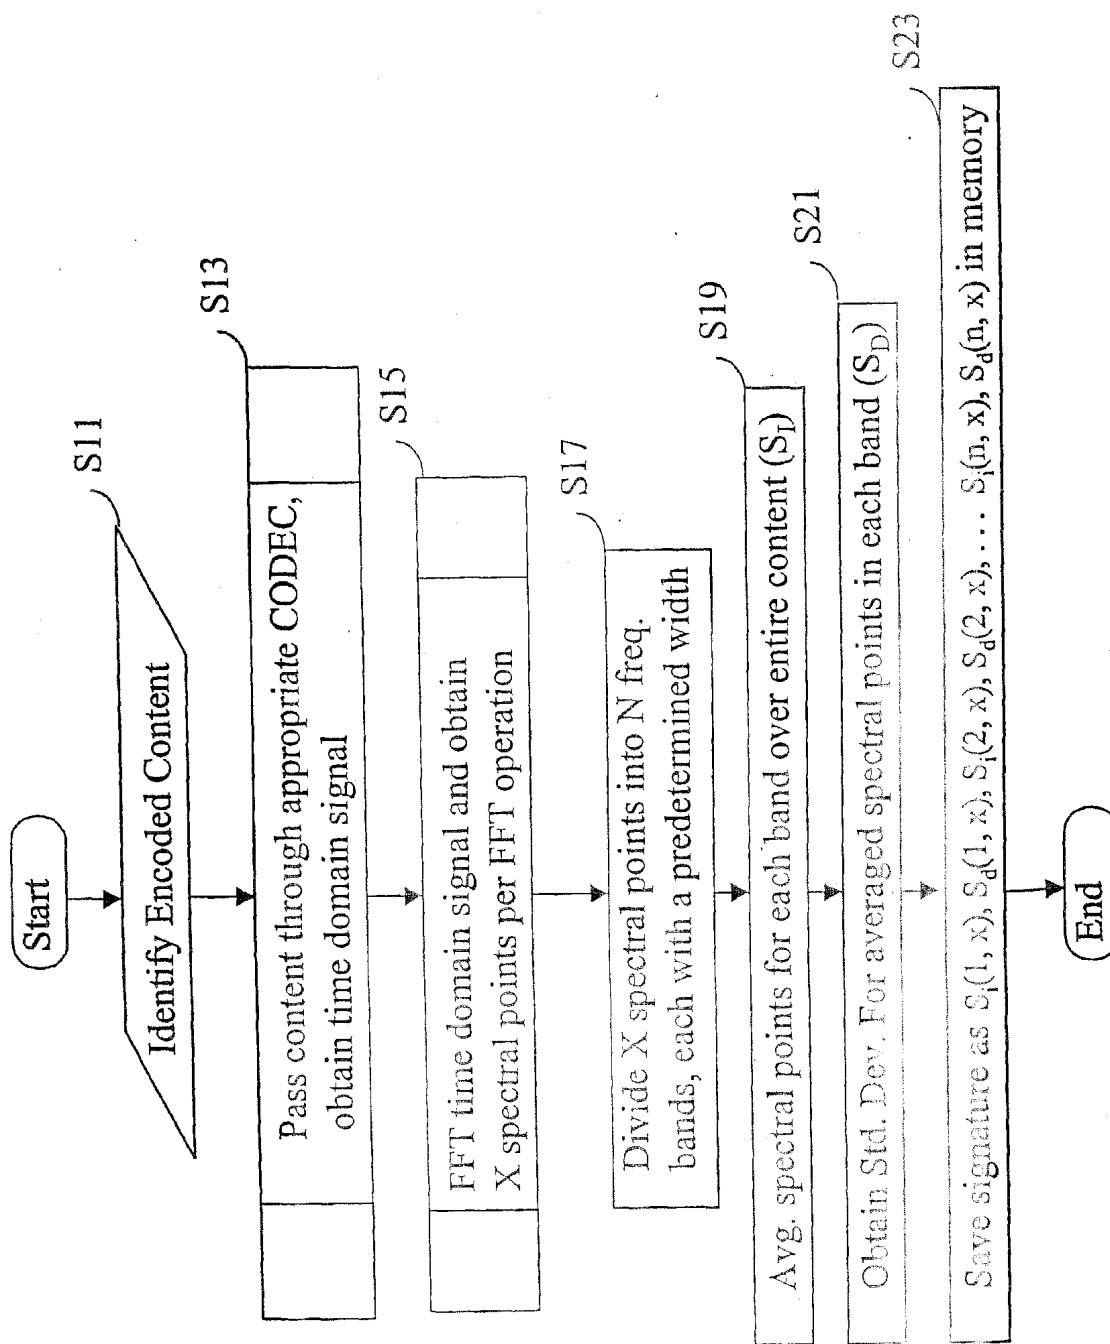 Start
S11
Identify Encoded Content
S13
Pass content through appropriate CODEC,
obtain time domain signal
S15
FFT time domain signal and obtain
X spectral points per FFT operation
S17
Divide X spectral points into N freq.
bands, each with a predetermined width
S19
Avg. spectral points for each band over entire content (S_I)
S21
Obtain Std. Dev. For averaged spectral points in each band (S_D)
S23
Save signature as S_i(1, x), S_d(1, x), S_i(2, x), S_d(2, x), … S_i(n, x), S_d(n, x) in memory
End